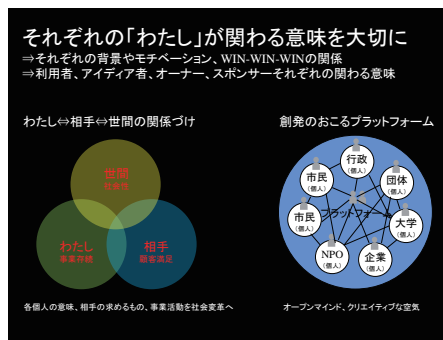 それぞれの「わたし」が関わる意味を大切に
⇒それぞれの背景やモチベーション、WIN-WIN-WINの関係
⇒利用者、アイディア者、オーナー、スポンサーそれぞれの関わる意味
わたし⇔相手⇔世間の関係づけ
世間
社会性
わたし
事業存続
相手
顧客満足
各個人の意味、相手の求めるもの、事業活動を社会変革へ
創発のおこるプラットフォーム
行政
(個人)
市民
(個人)
団体
(個人)
プラットフォーム
市民
(個人)
大学
(個人)
NPO
(個人)
企業
(個人)
オープンマインド、クリエイティブな空気